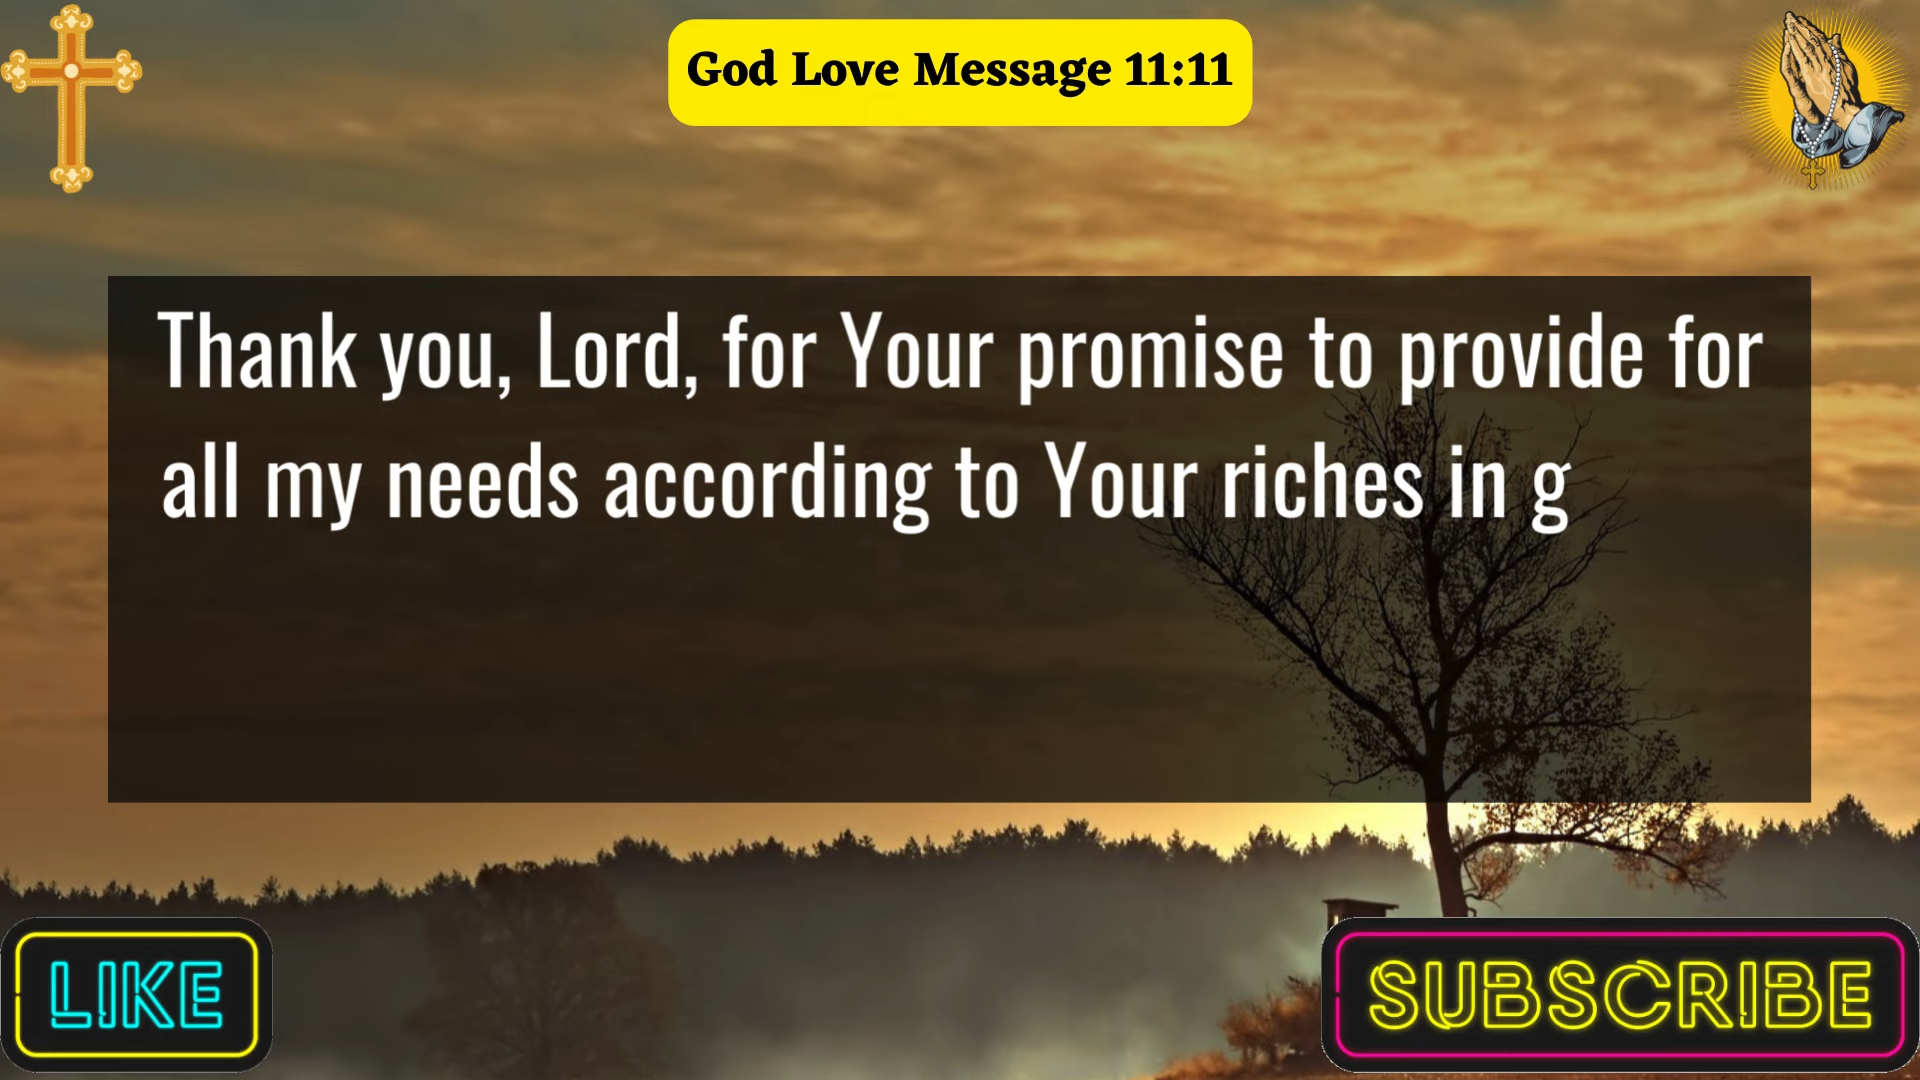 God Love Message 11:11
Thank you, Lord, for Your promise to provide for
all my needs according to Your riches in g
LIKE
SUBSCRIBE